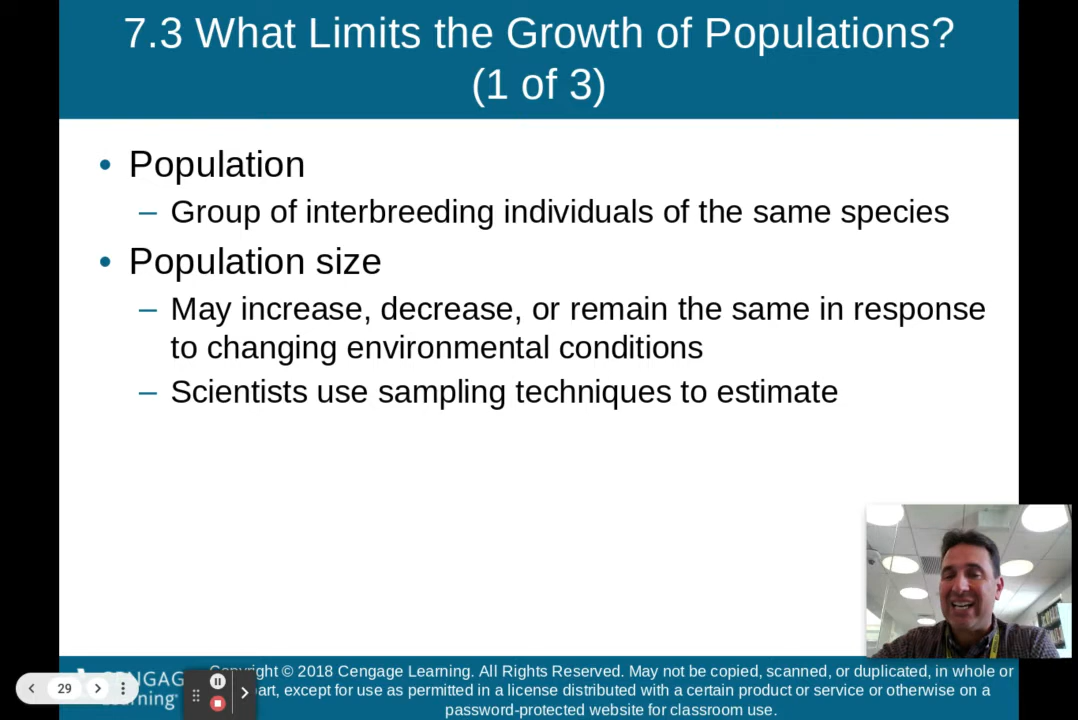 7.3 What Limits the Growth of Populations?
(1 of 3)
• Population
– Group of interbreeding individuals of the same species
• Population size
– May increase, decrease, or remain the same in response
to changing environmental conditions
– Scientists use sampling techniques to estimate
Copyright © 2018 Cengage Learning. All Rights Reserved. May not be copied, scanned, or duplicated, in whole or
part, except for use as permitted in a license distributed with a certain product or service or otherwise on a
password-protected website for classroom use.
29